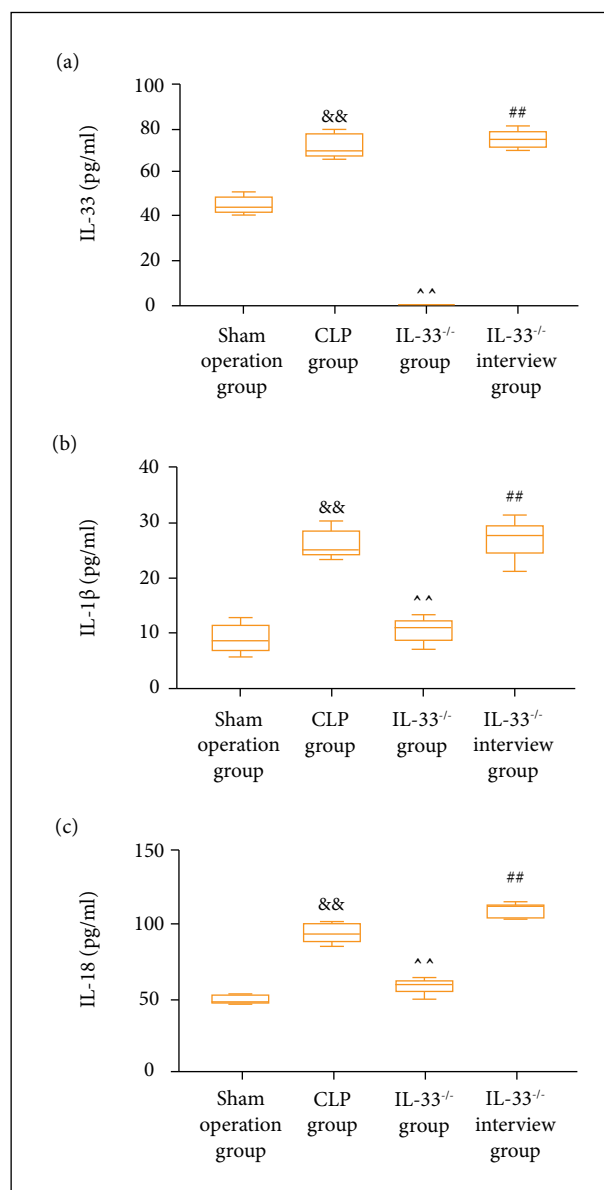 (a)
100
80
60
40
20
0
IL-33 (pg/ml)
&&
^ ^
##
Sham operation group
CLP group
IL-33-/- group
IL-33-/- interview group
(b)
40
30
20
10
0
IL-1β (pg/ml)
&&
^ ^
##
Sham operation group
CLP group
IL-33-/- group
IL-33-/- interview group
(c)
150
100
50
0
IL-18 (pg/ml)
&&
^ ^
##
Sham operation group
CLP group
IL-33-/- group
IL-33-/- interview group